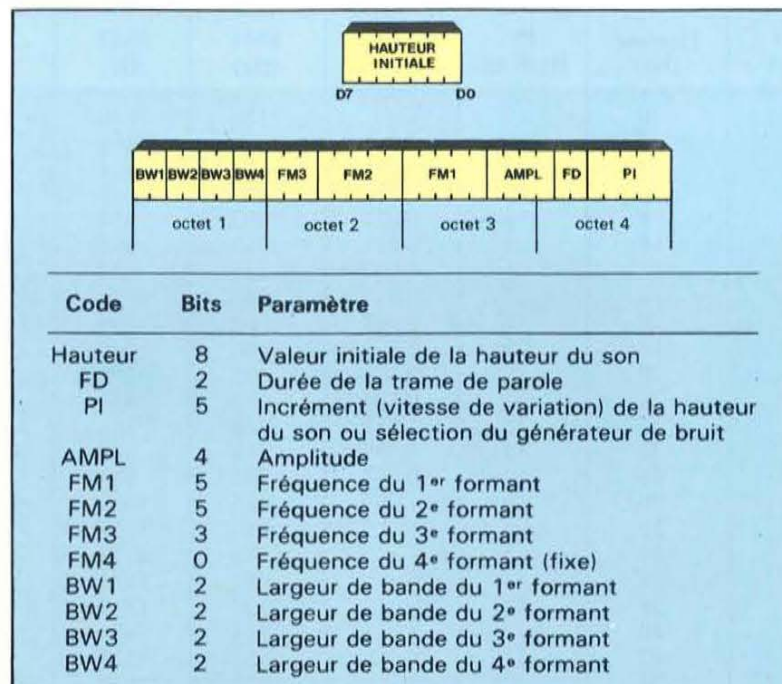 HAUTEUR
INITIALE
D7 D0
BW1 BW2 BW3 BW4 FM3 FM2 FM1 AMPL FD PI
octet 1 octet 2 octet 3 octet 4
Code Bits Paramètre
Hauteur 8 Valeur initiale de la hauteur du son
FD 2 Durée de la trame de parole
PI 5 Incrément (vitesse de variation) de la hauteur
du son ou sélection du générateur de bruit
AMPL 4 Amplitude
FM1 5 Fréquence du 1er formant
FM2 5 Fréquence du 2e formant
FM3 3 Fréquence du 3e formant
FM4 0 Fréquence du 4e formant (fixe)
BW1 2 Largeur de bande du 1er formant
BW2 2 Largeur de bande du 2e formant
BW3 2 Largeur de bande du 3e formant
BW4 2 Largeur de bande du 4e formant